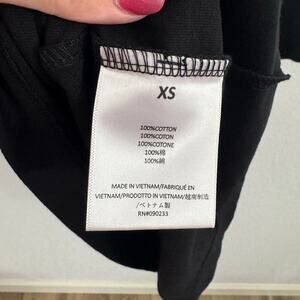 XS
100%COTTON
100%COTON
100%COTONE
100%棉
100%綿
MADE IN VIETNAM/FABRIQUÉ EN
VIETNAM/PRODOTTO IN VIETNAM/越南制造
/ベトナム製
RN#090233